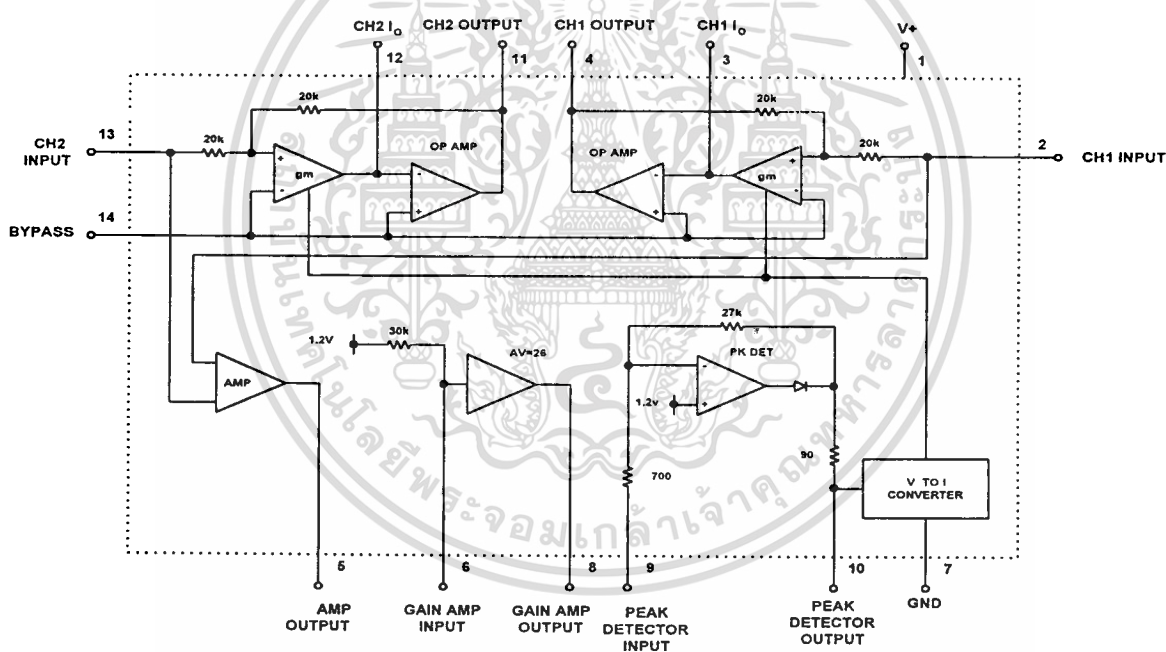 CH2 Io
CH2 OUTPUT
CH1 OUTPUT
CH1 Io
V+
12
11
4
3
1
20k
20k
13
CH2
INPUT
20k
+
gm
-
OP AMP
-
+
OP AMP
-
+
+
gm
-
20k
2
CH1 INPUT
14
BYPASS
AMP
1.2V
30k
AV=26
27k
PK DET
-
+
1.2v
700
90
V TO I
CONVERTER
5
6
8
9
10
7
AMP
OUTPUT
GAIN AMP
INPUT
GAIN AMP
OUTPUT
PEAK
DETECTOR
INPUT
PEAK
DETECTOR
OUTPUT
GND